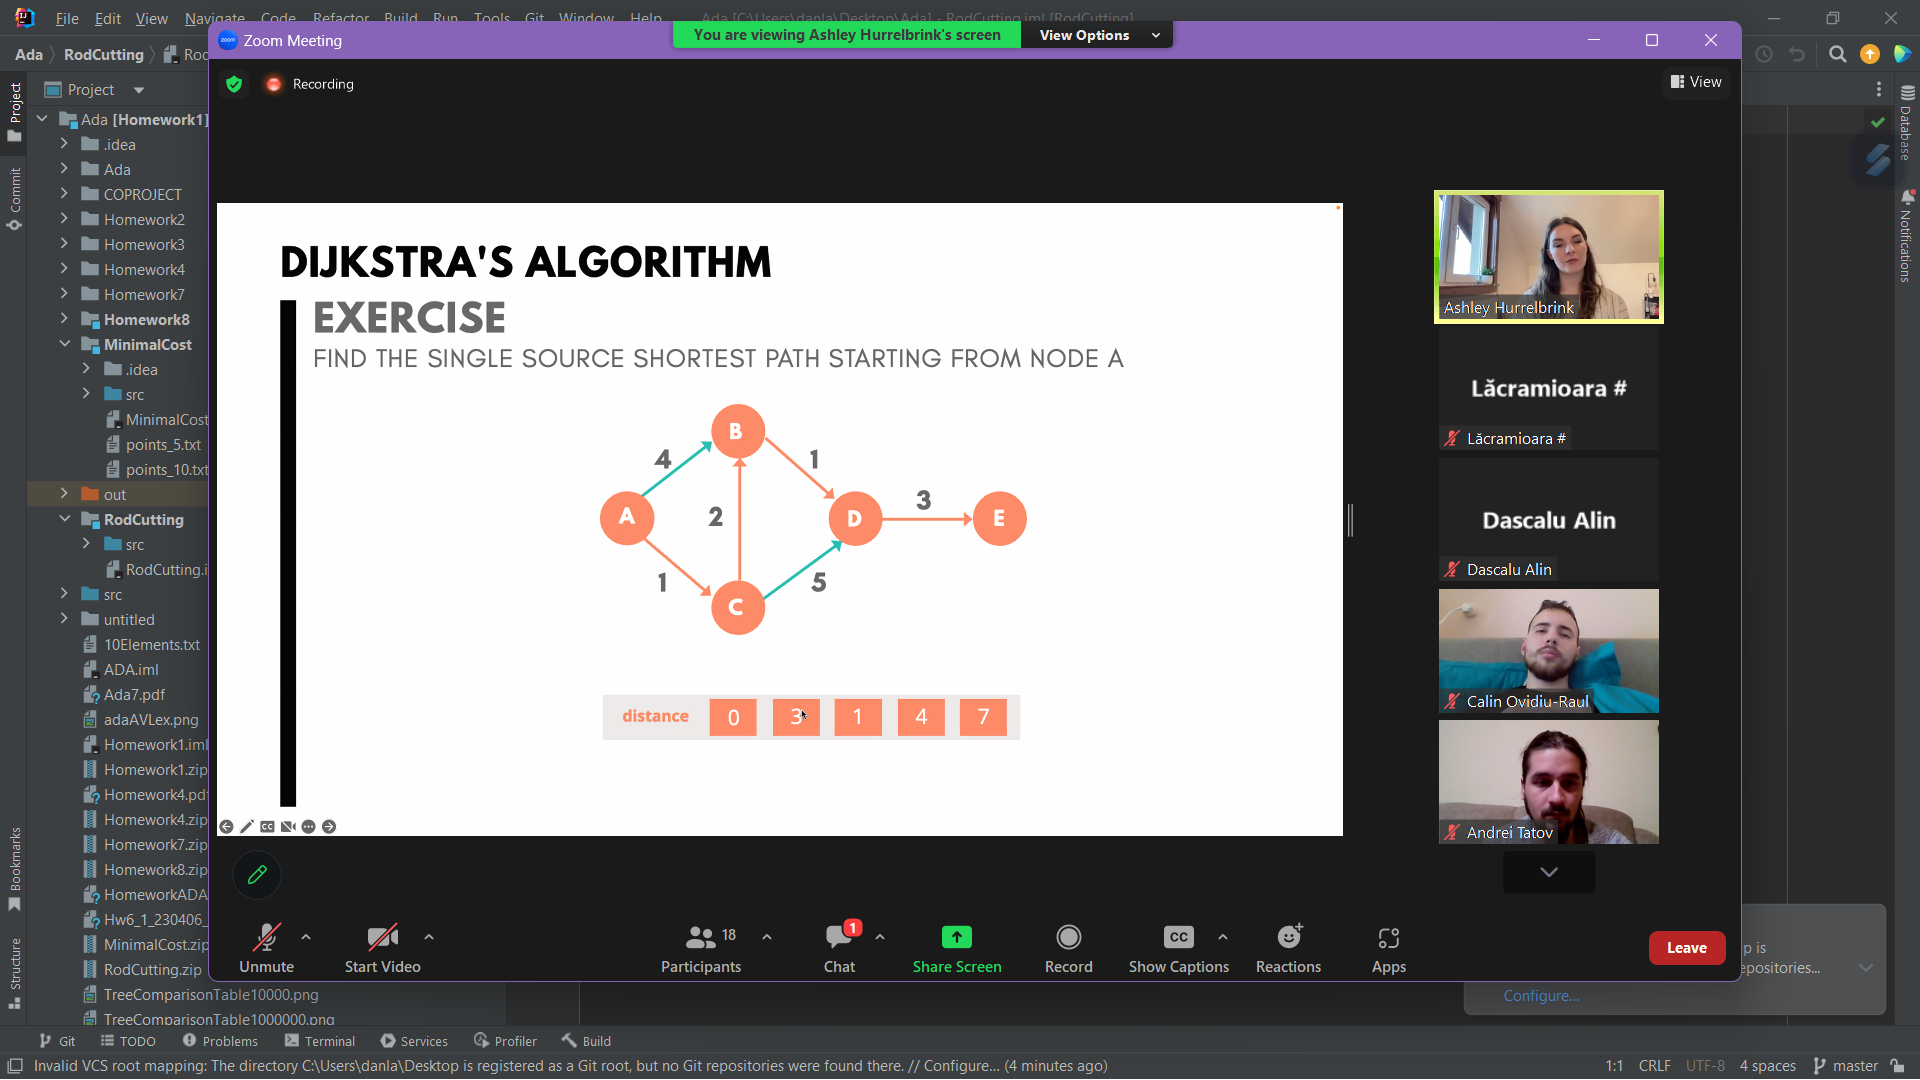 File Edit View Navigate Code Refactor Build Run Tools Git Window Help Ada [C:\Users\danla\Desktop\Ada] - RodCutting.iml [RodCutting]
Ada RodCutting Roc
zoom Zoom Meeting
You are viewing Ashley Hurrelbrink's screen View Options
Recording
View
Project
Commit
Bookmarks
Structure
Project
Ada [Homework1]
.idea
Ada
COPROJECT
Homework2
Homework3
Homework4
Homework7
Homework8
MinimalCost
.idea
src
MinimalCost
points_5.txt
points_10.txt
out
RodCutting
src
RodCutting.i
src
untitled
10Elements.txt
ADA.iml
Ada7.pdf
adaAVLex.png
Homework1.iml
Homework1.zip
Homework4.pdf
Homework4.zip
Homework7.zip
Homework8.zip
HomeworkADA
Hw6_1_230406_
MinimalCost.zip
RodCutting.zip
TreeComparisonTable10000.png
TreeComparisonTable1000000.png
DIJKSTRA'S ALGORITHM
EXERCISE
FIND THE SINGLE SOURCE SHORTEST PATH STARTING FROM NODE A
B
4
1
A
2
D
3
E
1
5
C
distance 0 3 1 4 7
CC
Ashley Hurrelbrink
Lăcramioara #
Lăcramioara #
Dascalu Alin
Dascalu Alin
Calin Ovidiu-Raul
Andrei Tatov
Database
Notifications
Unmute
Start Video
18
Participants
1
Chat
Share Screen
Record
CC
Show Captions
Reactions
Apps
Leave
p is
epositories...
Configure...
Git TODO Problems Terminal Services Profiler Build
Invalid VCS root mapping: The directory C:\Users\danla\Desktop is registered as a Git root, but no Git repositories were found there. // Configure... (4 minutes ago)
1:1 CRLF UTF-8 4 spaces master